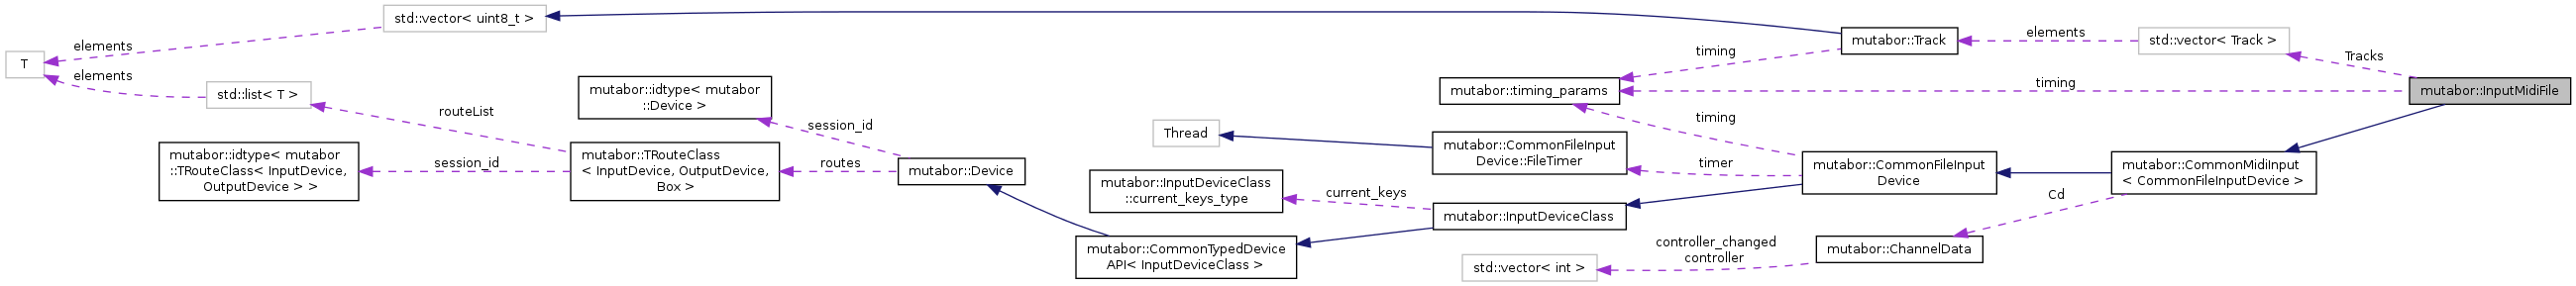 std::vector< uint8_t >
elements
T
elements
std::list< T >
routeList
mutabor::idtype< mutabor
::TRouteClass< InputDevice,
OutputDevice > >
session_id
mutabor::idtype< mutabor
::Device >
mutabor::TRouteClass
< InputDevice, OutputDevice,
Box >
session_id
routes
mutabor::Device
mutabor::CommonTypedDevice
API< InputDeviceClass >
Thread
mutabor::InputDeviceClass
::current_keys_type
current_keys
mutabor::timing_params
mutabor::CommonFileInput
Device::FileTimer
mutabor::InputDeviceClass
std::vector< int >
controller_changed
controller
timing
timing
timer
mutabor::Track
mutabor::CommonFileInput
Device
mutabor::ChannelData
elements
timing
Cd
std::vector< Track >
mutabor::CommonMidiInput
< CommonFileInputDevice >
Tracks
mutabor::InputMidiFile